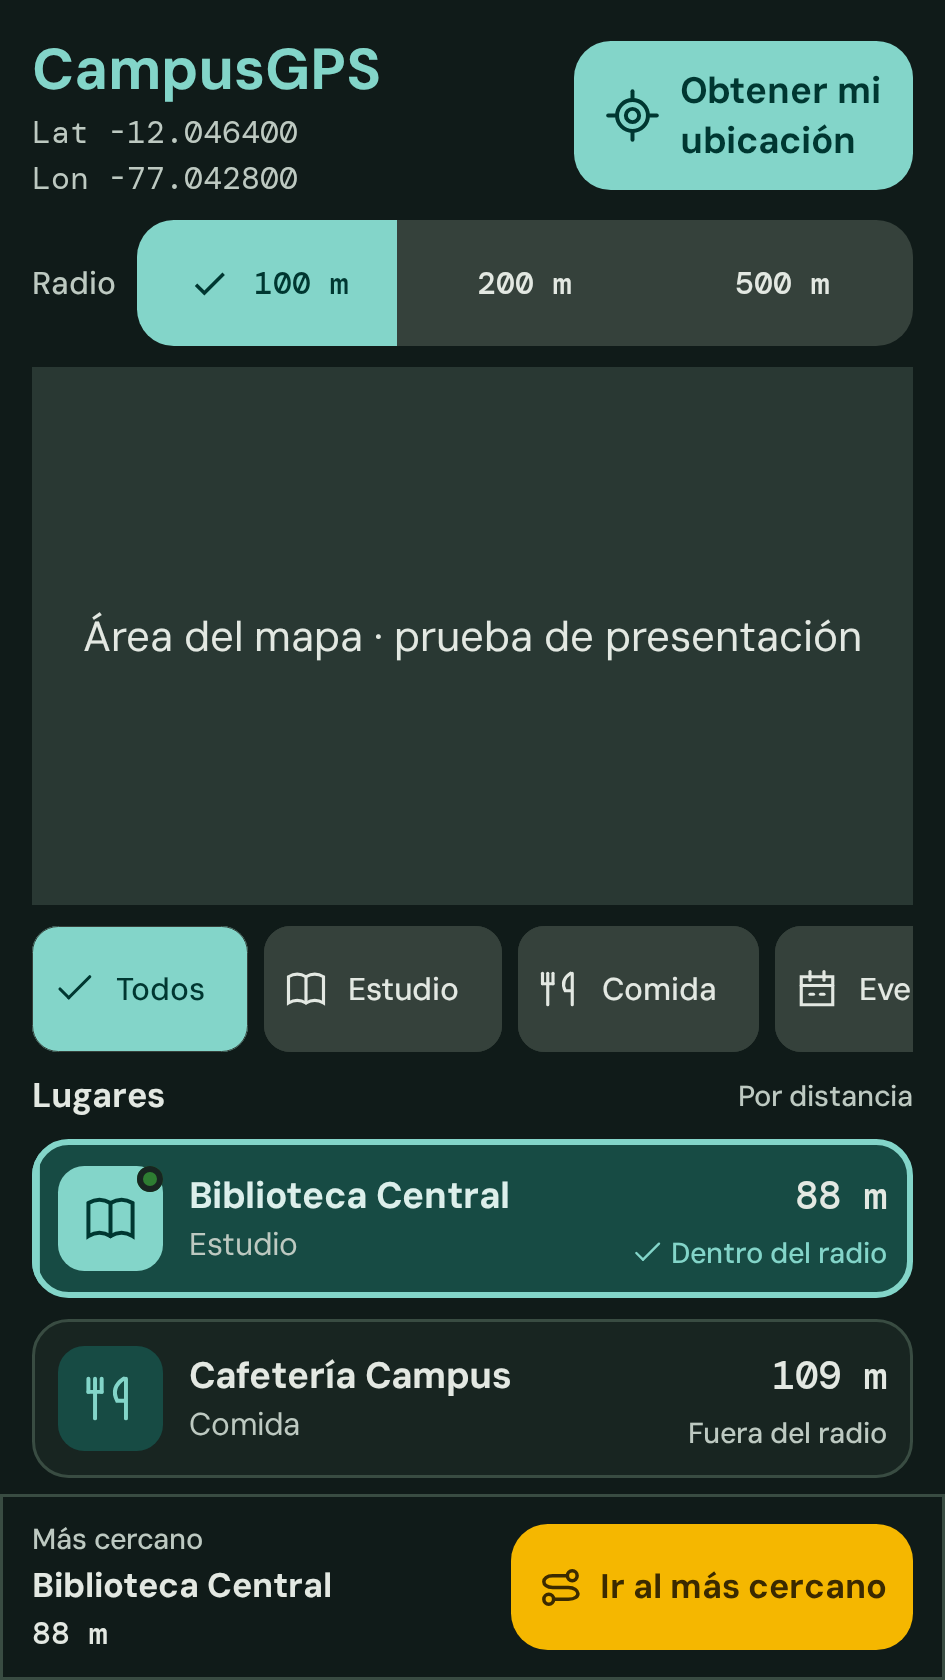 CampusGPS
Lat -12.046400
Lon -77.042800
Obtener mi
ubicación
Radio
100 m
200 m
500 m
Área del mapa · prueba de presentación
Todos
Estudio
Comida
Eve
Lugares
Por distancia
Biblioteca Central
88 m
Estudio
Dentro del radio
Cafetería Campus
109 m
Comida
Fuera del radio
Más cercano
Biblioteca Central
88 m
Ir al más cercano